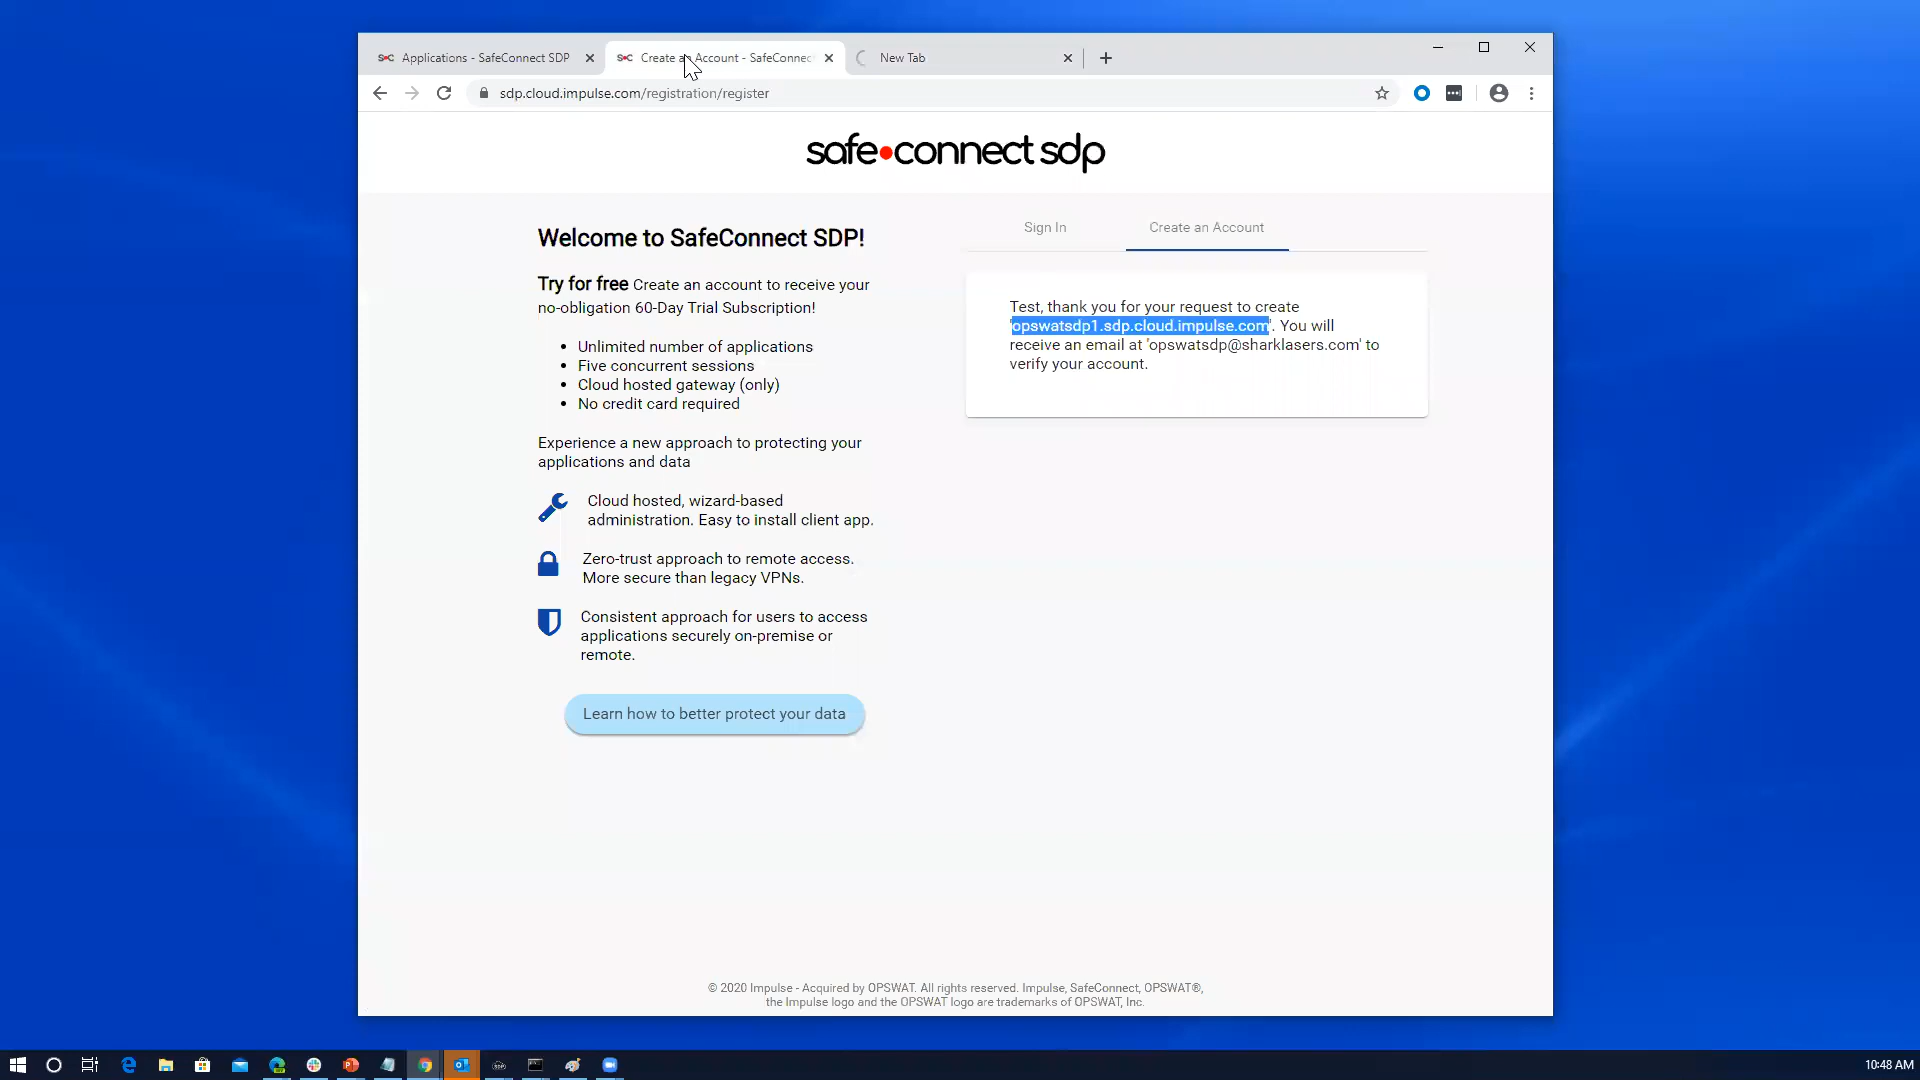 Applications - SafeConnect SDP
Create an Account - SafeConnec
New Tab
sdp.cloud.impulse.com/registration/register
safe•connect sdp
Welcome to SafeConnect SDP!
Try for free Create an account to receive your
no-obligation 60-Day Trial Subscription!
• Unlimited number of applications
• Five concurrent sessions
• Cloud hosted gateway (only)
• No credit card required
Experience a new approach to protecting your
applications and data
Cloud hosted, wizard-based
administration. Easy to install client app.
Zero-trust approach to remote access.
More secure than legacy VPNs.
Consistent approach for users to access
applications securely on-premise or
remote.
Learn how to better protect your data
Sign In
Create an Account
Test, thank you for your request to create
'opswatsdp1.sdp.cloud.impulse.com'. You will
receive an email at 'opswatsdp@sharklasers.com' to
verify your account.
© 2020 Impulse - Acquired by OPSWAT. All rights reserved. Impulse, SafeConnect, OPSWAT®,
the Impulse logo and the OPSWAT logo are trademarks of OPSWAT, Inc.
10:48 AM